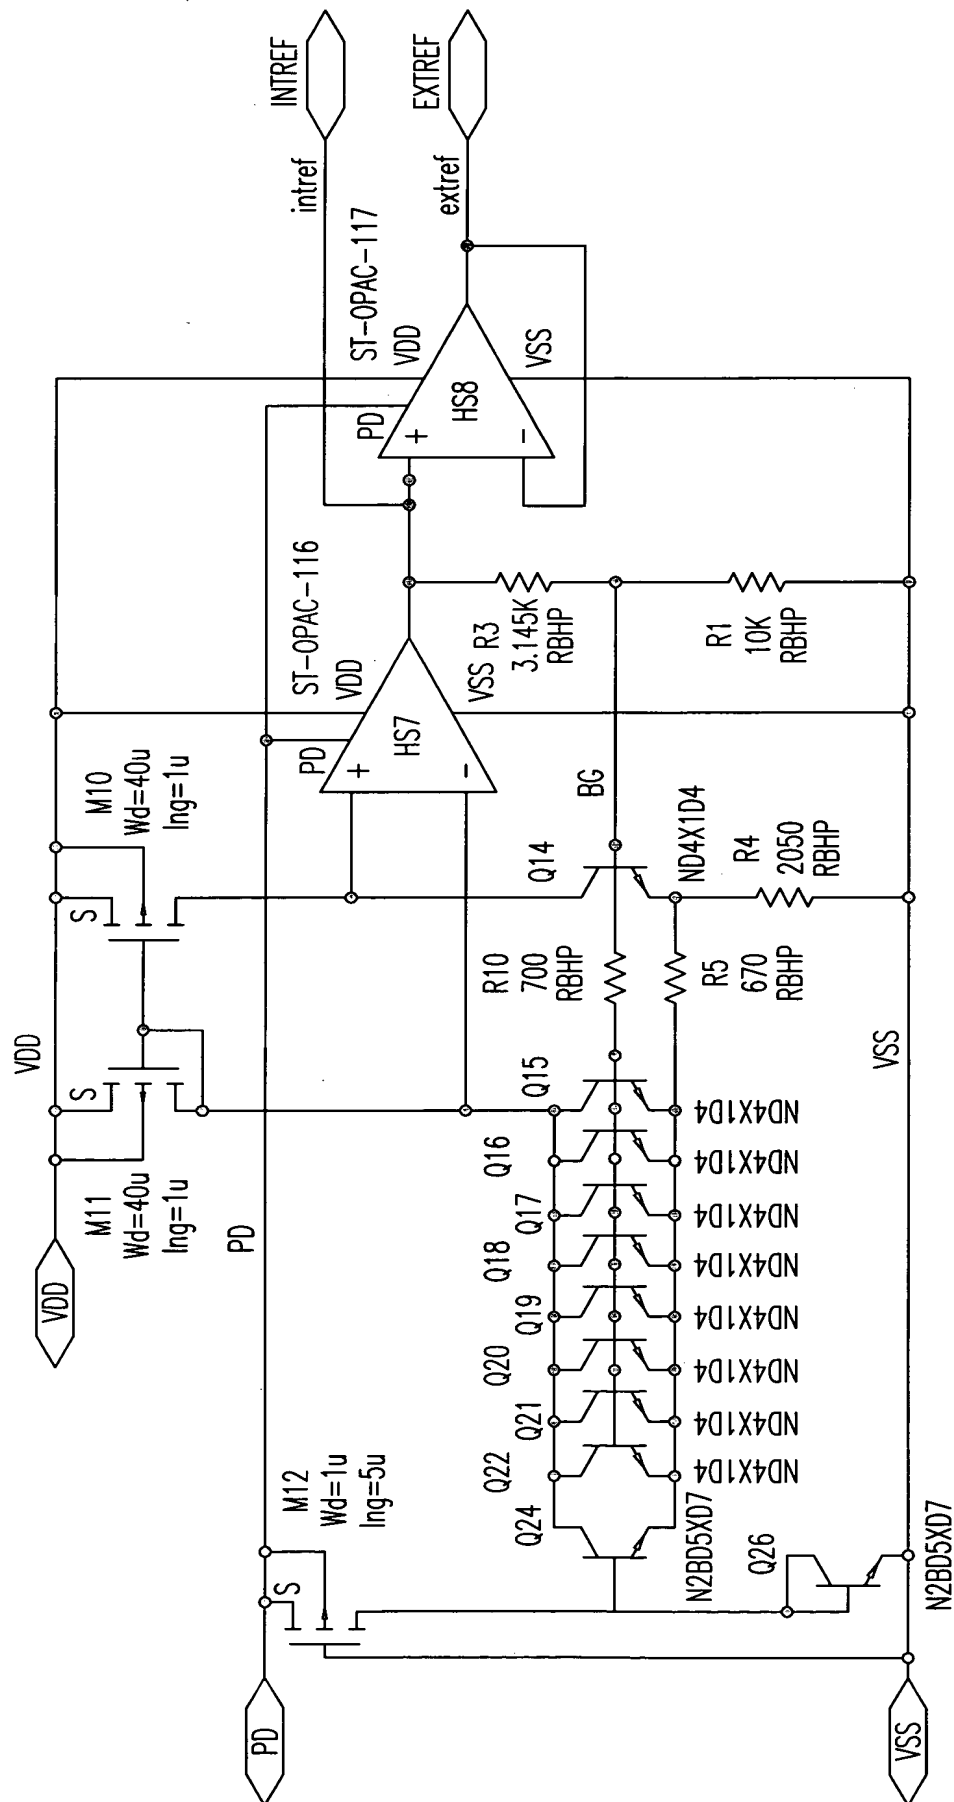 INTREF
intref
EXTREF
extref
ST-OPAC-117
VDD
PD
+
HS8
-
VSS
ST-OPAC-116
VDD
PD
+
HS7
-
VSS
R3
3.145K
RBHP
R1
10K
RBHP
BG
M10
Wd=40u
lng=1u
S
VDD
S
M11
Wd=40u
lng=1u
VDD
PD
Q14
ND4X1D4
R4
2050
RBHP
R10
700
RBHP
R5
670
RBHP
VSS
Q15
Q16
Q17
Q18
Q19
Q20
Q21
Q22
Q24
ND4X1D4
ND4X1D4
ND4X1D4
ND4X1D4
ND4X1D4
ND4X1D4
ND4X1D4
ND4X1D4
N2BD5XD7
M12
Wd=1u
lng=5u
S
Q26
N2BD5XD7
PD
VSS